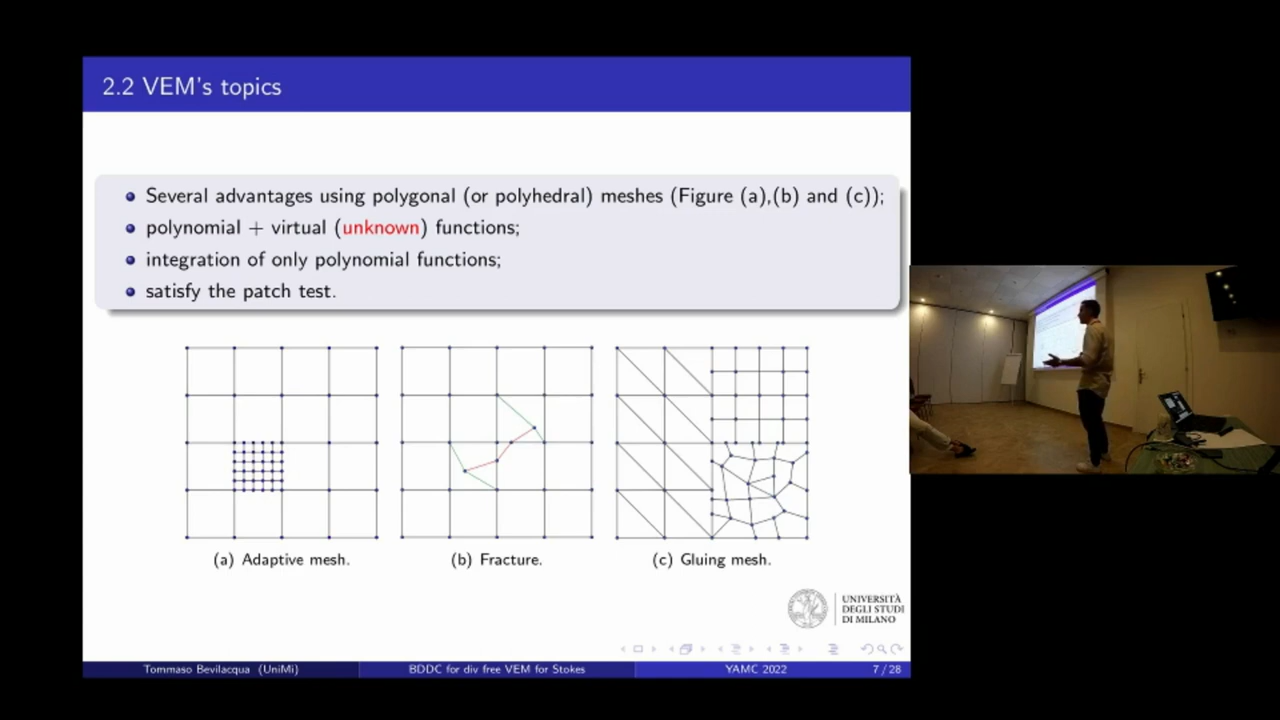 2.2 VEM's topics
Several advantages using polygonal (or polyhedral) meshes (Figure (a),(b) and (c));
polynomial + virtual (unknown) functions;
integration of only polynomial functions;
satisfy the patch test.
(a) Adaptive mesh.
(b) Fracture.
(c) Gluing mesh.
UNIVERSITÀ
DEGLI STUDI
DI MILANO
Tommaso Bevilacqua (UniMi)
BDDC for div free VEM for Stokes
YAMC 2022
7 / 28